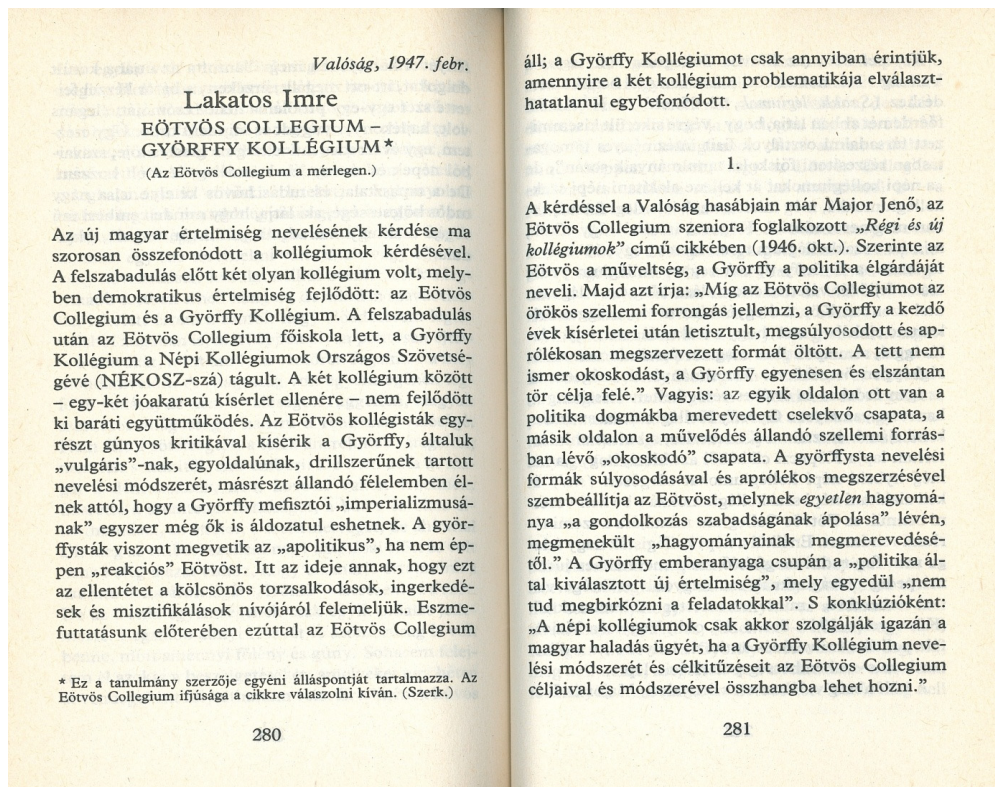 Valóság, 1947. febr.
Lakatos Imre
EÖTVÖS COLLEGIUM –
GYÖRFFY KOLLÉGIUM*
(Az Eötvös Collegium a mérlegen.)
Az új magyar értelmiség nevelésének kérdése ma
szorosan összefonódott a kollégiumok kérdésével.
A felszabadulás előtt két olyan kollégium volt, mely-
ben demokratikus értelmiség fejlődött: az Eötvös
Collegium és a Györffy Kollégium. A felszabadulás
után az Eötvös Collegium főiskola lett, a Györffy
Kollégium a Népi Kollégiumok Országos Szövetsé-
gévé (NÉKOSZ-szá) tágult. A két kollégium között
– egy-két jóakaratú kísérlet ellenére – nem fejlődött
ki baráti együttműködés. Az Eötvös kollégisták egy-
részt gúnyos kritikával kísérik a Györffy, általuk
„vulgáris”-nak, egyoldalúnak, drillszerűnek tartott
nevelési módszerét, másrészt állandó félelemben él-
nek attól, hogy a Györffy mefisztói „imperializmusá-
nak” egyszer még ők is áldozatul eshetnek. A györ-
ffysták viszont megvetik az „apolitikus”, ha nem ép-
pen „reakciós” Eötvöst. Itt az ideje annak, hogy ezt
az ellentétet a kölcsönös torzsalkodások, ingerkedé-
sek és misztifikálások nívójáról felemeljük. Eszme-
futtatásunk előterében ezúttal az Eötvös Collegium
* Ez a tanulmány szerzője egyéni álláspontját tartalmazza. Az
Eötvös Collegium ifjúsága a cikkre válaszolni kíván. (Szerk.)
280
áll; a Györffy Kollégiumot csak annyiban érintjük,
amennyire a két kollégium problematikája elválaszt-
hatatlanul egybefonódott.
1.
A kérdéssel a Valóság hasábjain már Major Jenő, az
Eötvös Collegium szeniora foglalkozott „Régi és új
kollégiumok” című cikkében (1946. okt.). Szerinte az
Eötvös a műveltség, a Györffy a politika élgárdáját
neveli. Majd azt írja: „Míg az Eötvös Collegiumot az
örökös szellemi forrongás jellemzi, a Györffy a kezdő
évek kísérletei után letisztult, megsúlyosodott és ap-
rólékosan megszervezett formát öltött. A tett nem
ismer okoskodást, a Györffy egyenesen és elszántan
tör célja felé.” Vagyis: az egyik oldalon ott van a
politika dogmákba merevedett cselekvő csapata, a
másik oldalon a művelődés állandó szellemi forrás-
ban lévő „okoskodó” csapata. A györffysta nevelési
formák súlyosodásával és aprólékos megszerzésével
szembeállítja az Eötvöst, melynek egyetlen hagyomá-
nya „a gondolkozás szabadságának ápolása” lévén,
megmenekült „hagyományainak megmerevedésé-
től.” A Györffy emberanyaga csupán a „politika ál-
tal kiválasztott új értelmiség”, mely egyedül „nem
tud megbirkózni a feladatokkal”. S konklúzióként:
„A népi kollégiumok csak akkor szolgálják igazán a
magyar haladás ügyét, ha a Györffy Kollégium neve-
lési módszerét és célkitűzéseit az Eötvös Collegium
céljaival és módszerével összhangba lehet hozni.”
281